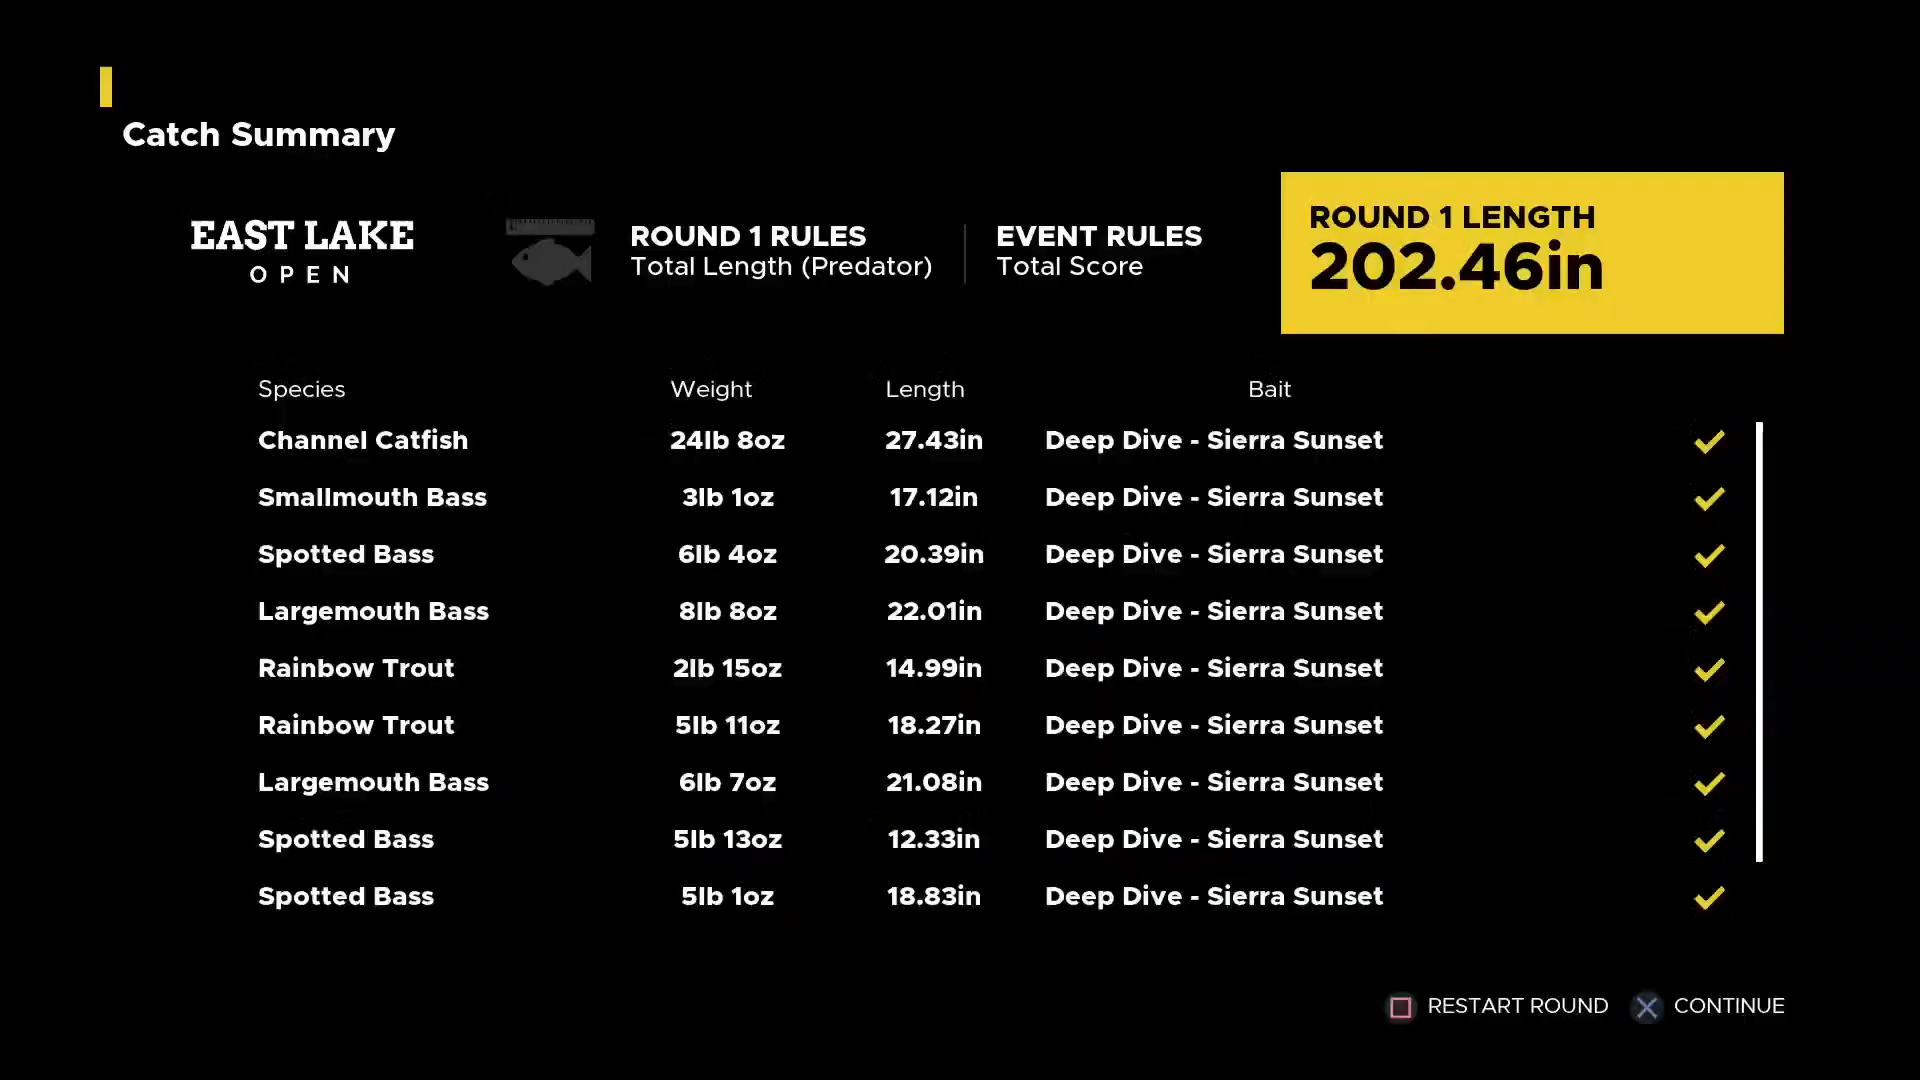 Catch Summary
EAST LAKE
OPEN
ROUND 1 RULES
Total Length (Predator)
EVENT RULES
Total Score
ROUND 1 LENGTH
202.46in
Species Weight Length Bait
Channel Catfish 24lb 8oz 27.43in Deep Dive - Sierra Sunset
Smallmouth Bass 3lb 1oz 17.12in Deep Dive - Sierra Sunset
Spotted Bass 6lb 4oz 20.39in Deep Dive - Sierra Sunset
Largemouth Bass 8lb 8oz 22.01in Deep Dive - Sierra Sunset
Rainbow Trout 2lb 15oz 14.99in Deep Dive - Sierra Sunset
Rainbow Trout 5lb 11oz 18.27in Deep Dive - Sierra Sunset
Largemouth Bass 6lb 7oz 21.08in Deep Dive - Sierra Sunset
Spotted Bass 5lb 13oz 12.33in Deep Dive - Sierra Sunset
Spotted Bass 5lb 1oz 18.83in Deep Dive - Sierra Sunset
RESTART ROUND CONTINUE